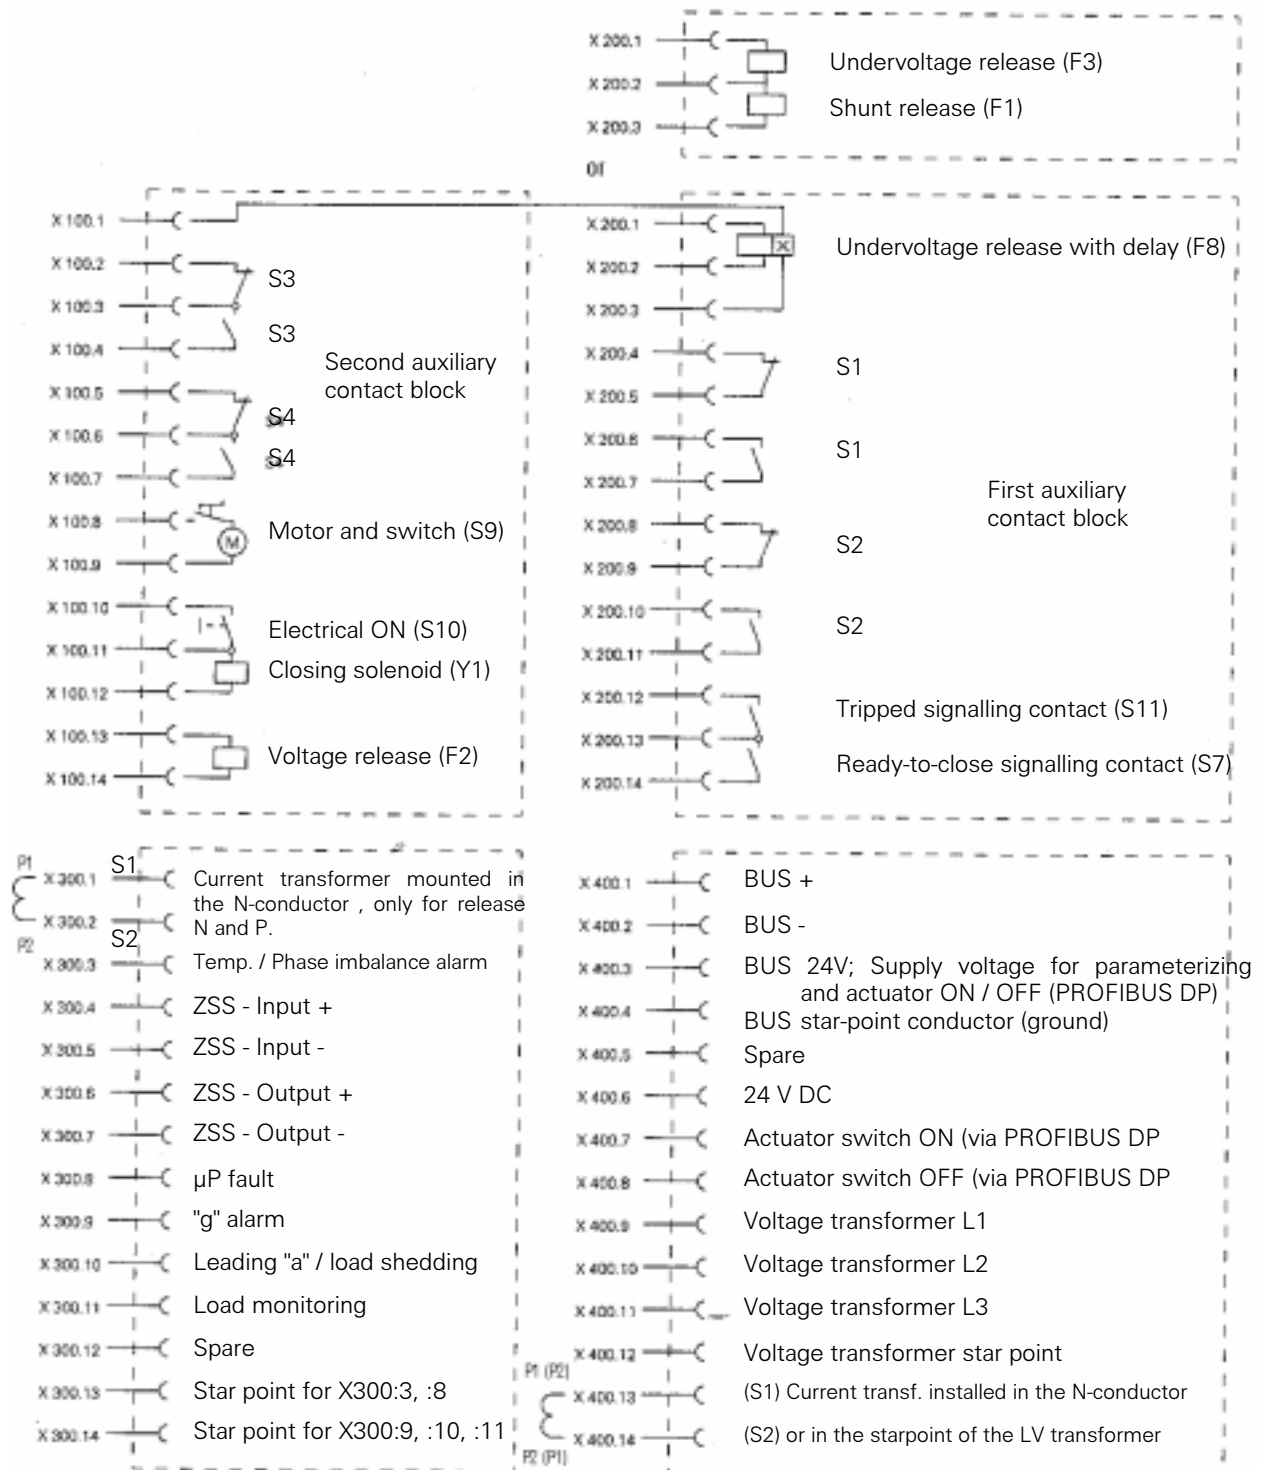 X 200.1
Undervoltage release (F3)
X 200.2
Shunt release (F1)
X 200.3
or
X 100.1
X 100.2
S3
X 100.3
S3
X 100.4
Second auxiliary
contact block
X 100.5
S4
X 100.6
S4
X 100.7
X 100.8
Motor and switch (S9)
M
X 100.9
X 100.10
Electrical ON (S10)
X 100.11
Closing solenoid (Y1)
X 100.12
X 100.13
Voltage release (F2)
X 100.14
X 200.1
Undervoltage release with delay (F8)
X 200.2
X 200.3
X 200.4
S1
X 200.5
X 200.6
S1
X 200.7
First auxiliary
contact block
X 200.8
S2
X 200.9
X 200.10
S2
X 200.11
X 200.12
Tripped signalling contact (S11)
X 200.13
Ready-to-close signalling contact (S7)
X 200.14
P1
S1
X 300.1
Current transformer mounted in
the N-conductor , only for release
X 300.2
N and P.
S2
P2
X 300.3 Temp. / Phase imbalance alarm
X 300.4 ZSS - Input +
X 300.5 ZSS - Input -
X 300.6 ZSS - Output +
X 300.7 ZSS - Output -
X 300.8 µP fault
X 300.9 "g" alarm
X 300.10 Leading "a" / load shedding
X 300.11 Load monitoring
X 300.12 Spare
X 300.13 Star point for X300:3, :8
X 300.14 Star point for X300:9, :10, :11
X 400.1 BUS +
X 400.2 BUS -
X 400.3 BUS 24V; Supply voltage for parameterizing
and actuator ON / OFF (PROFIBUS DP)
X 400.4 BUS star-point conductor (ground)
X 400.5 Spare
X 400.6 24 V DC
X 400.7 Actuator switch ON (via PROFIBUS DP
X 400.8 Actuator switch OFF (via PROFIBUS DP
X 400.9 Voltage transformer L1
X 400.10 Voltage transformer L2
X 400.11 Voltage transformer L3
X 400.12 Voltage transformer star point
P1 (P2)
X 400.13 (S1) Current transf. installed in the N-conductor
X 400.14 (S2) or in the starpoint of the LV transformer
P2 (P1)